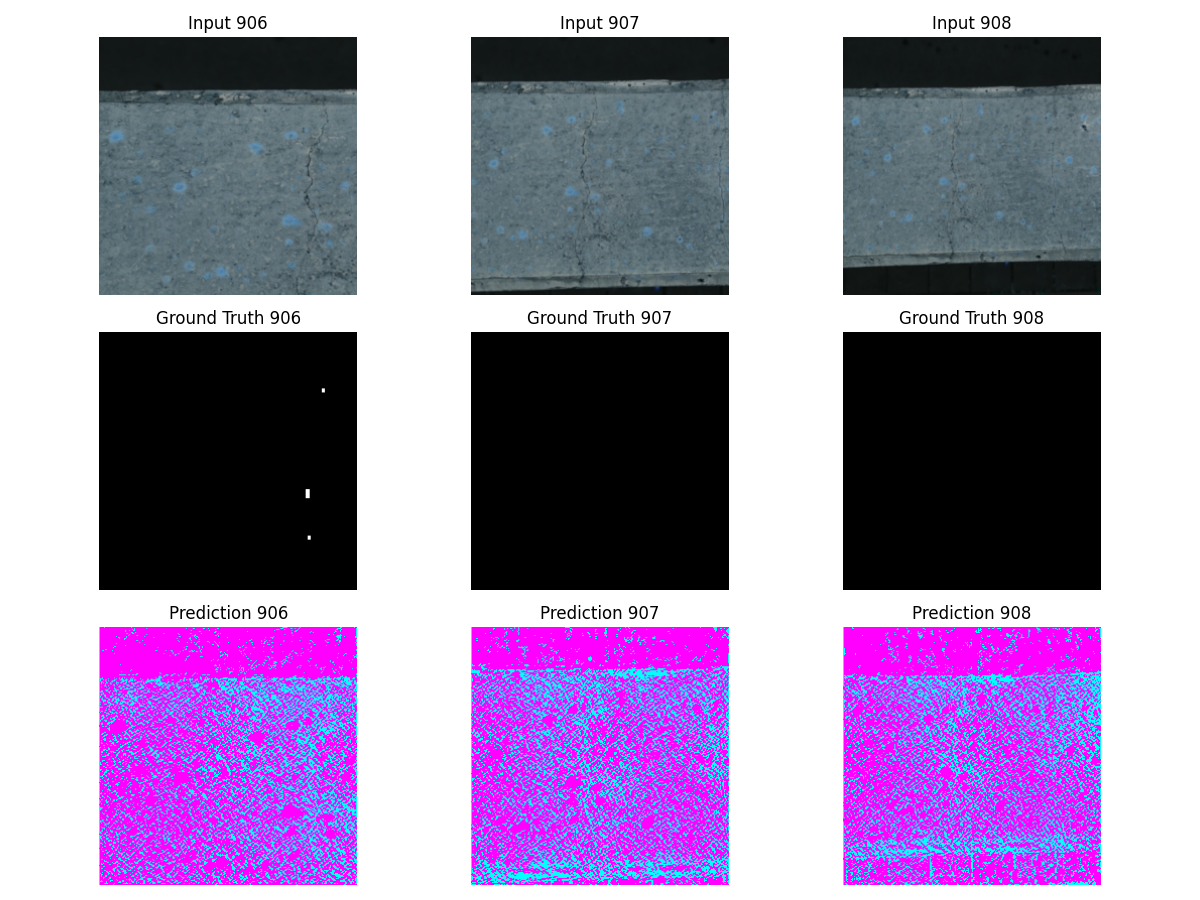 Input 906
Input 907
Input 908
Ground Truth 906
Ground Truth 907
Ground Truth 908
Prediction 906
Prediction 907
Prediction 908